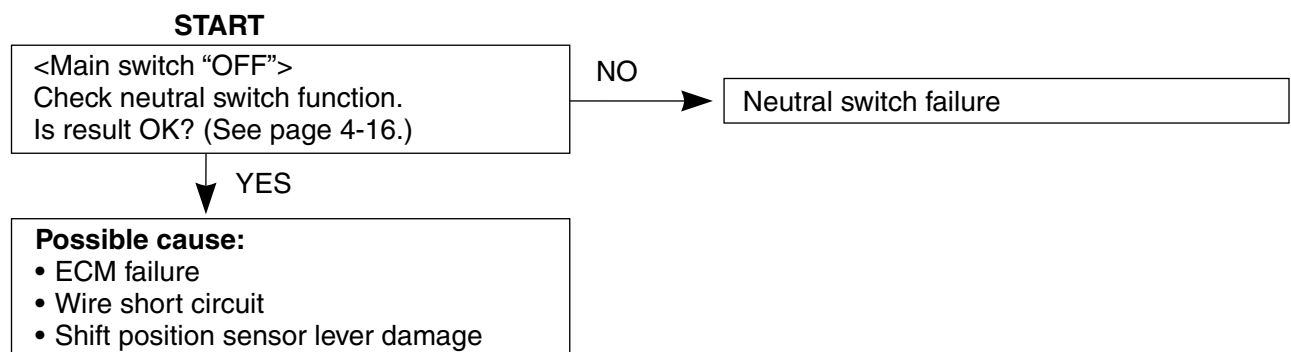 START
<Main switch “OFF”>
Check neutral switch function.
Is result OK? (See page 4-16.)
NO
Neutral switch failure
YES
Possible cause:
• ECM failure
• Wire short circuit
• Shift position sensor lever damage